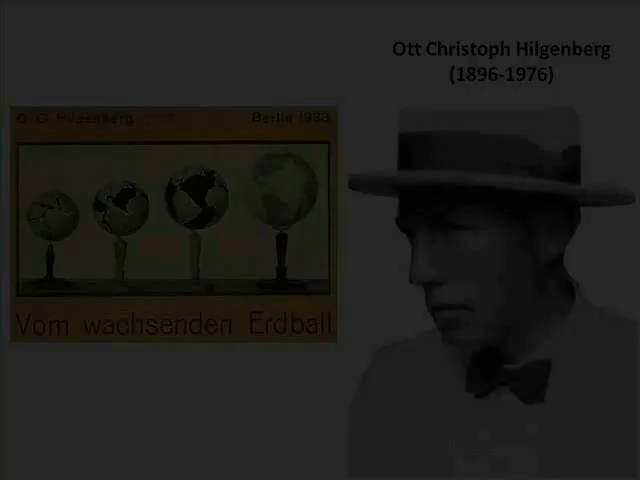 Ott Christoph Hilgenberg
(1896-1976)
O. C. Hilgenberg
Berlin 1933
Vom wachsenden Erdball